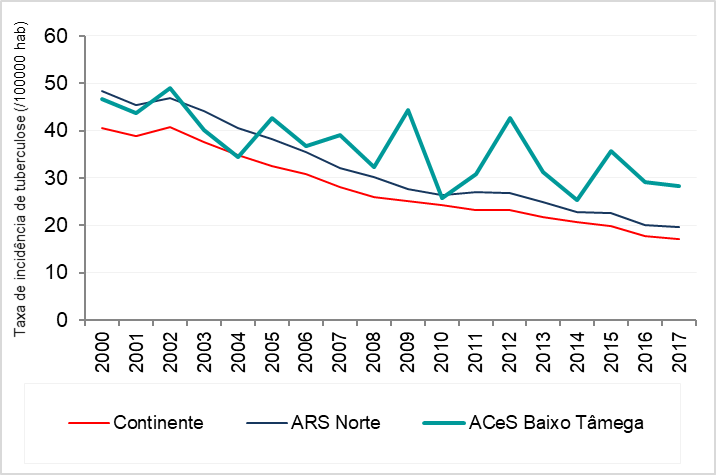 Taxa de incidência de tuberculose (/100000 hab)
60
50
40
30
20
10
0
2000 2001 2002 2003 2004 2005 2006 2007 2008 2009 2010 2011 2012 2013 2014 2015 2016 2017
Continente ARS Norte ACeS Baixo Tâmega